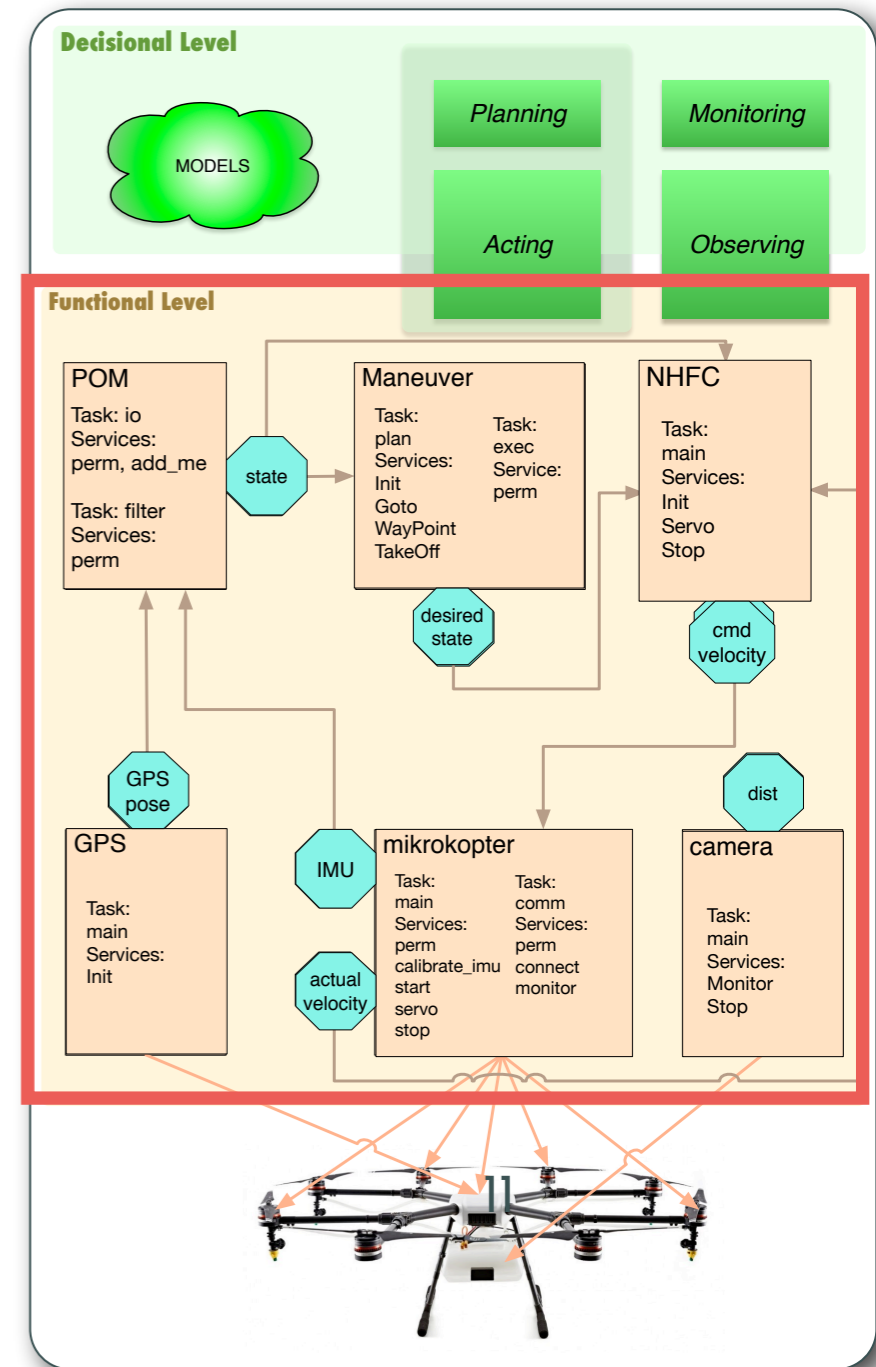 Decisional Level
MODELS
Planning
Monitoring
Acting
Observing
Functional Level
POM
Task: io
Services:
perm, add_me
Task: filter
Services:
perm
state
Maneuver
Task:
plan
Services:
Init
Goto
WayPoint
TakeOff
Task:
exec
Service:
perm
NHFC
Task:
main
Services:
Init
Servo
Stop
desired
state
cmd
velocity
GPS
pose
dist
GPS
Task:
main
Services:
Init
IMU
actual
velocity
mikrokopter
Task:
main
Services:
perm
calibrate_imu
start
servo
stop
Task:
comm
Services:
perm
connect
monitor
camera
Task:
main
Services:
Monitor
Stop
11